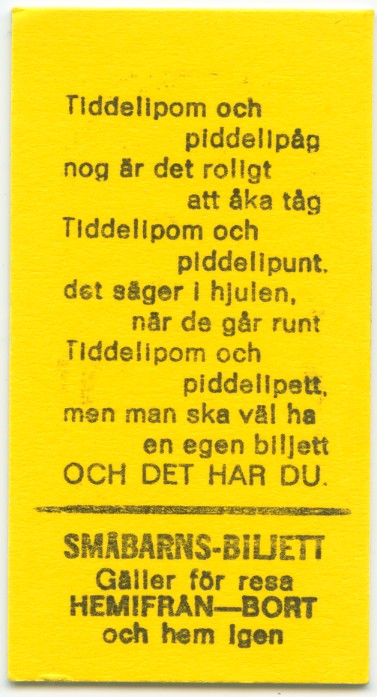 Tiddelipom och
piddelipåg
nog är det roligt
att åka tåg
Tiddelipom och
piddelipunt.
det säger i hjulen,
när de går runt
Tiddelipom och
piddelipett,
men man ska väl ha
en egen biljett
OCH DET HAR DU.
SMÅBARNS-BILJETT
Gäller för resa
HEMIFRÅN—BORT
och hem igen